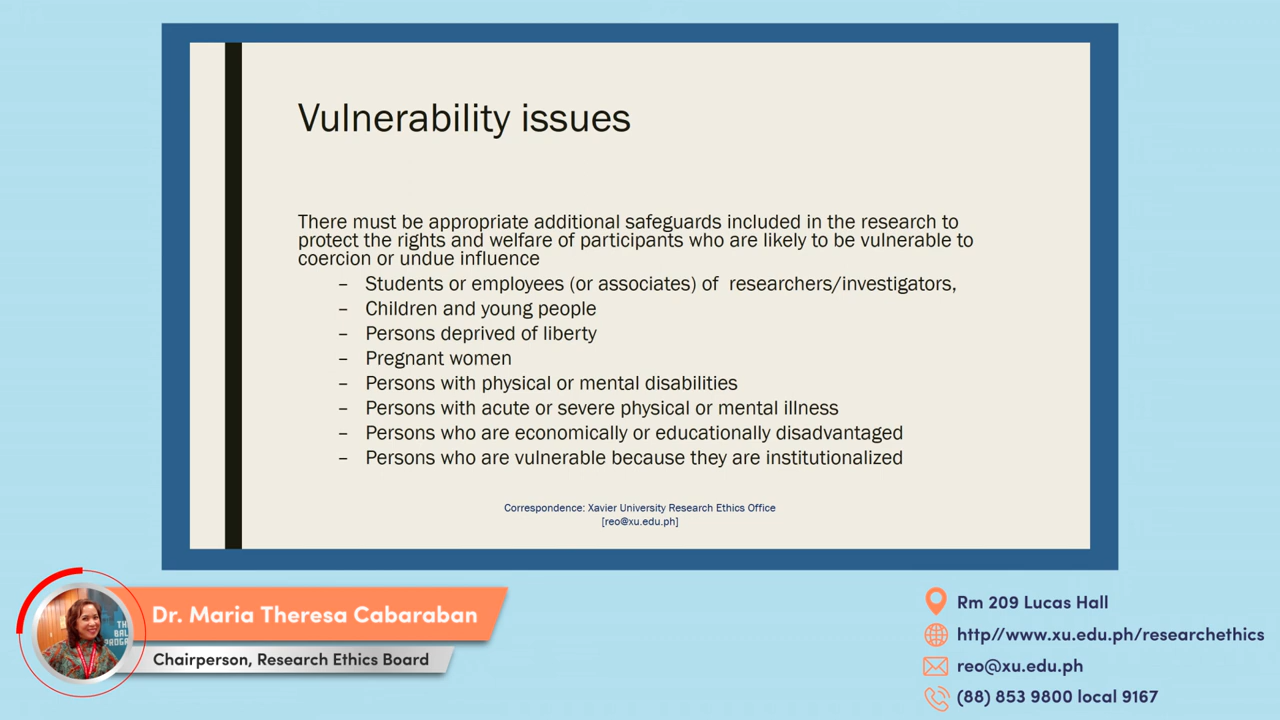 Vulnerability issues
There must be appropriate additional safeguards included in the research to
protect the rights and welfare of participants who are likely to be vulnerable to
coercion or undue influence
– Students or employees (or associates) of researchers/investigators,
– Children and young people
– Persons deprived of liberty
– Pregnant women
– Persons with physical or mental disabilities
– Persons with acute or severe physical or mental illness
– Persons who are economically or educationally disadvantaged
– Persons who are vulnerable because they are institutionalized
Correspondence: Xavier University Research Ethics Office
[reo@xu.edu.ph]
Dr. Maria Theresa Cabaraban
Chairperson, Research Ethics Board
Rm 209 Lucas Hall
http//www.xu.edu.ph/researchethics
reo@xu.edu.ph
(88) 853 9800 local 9167